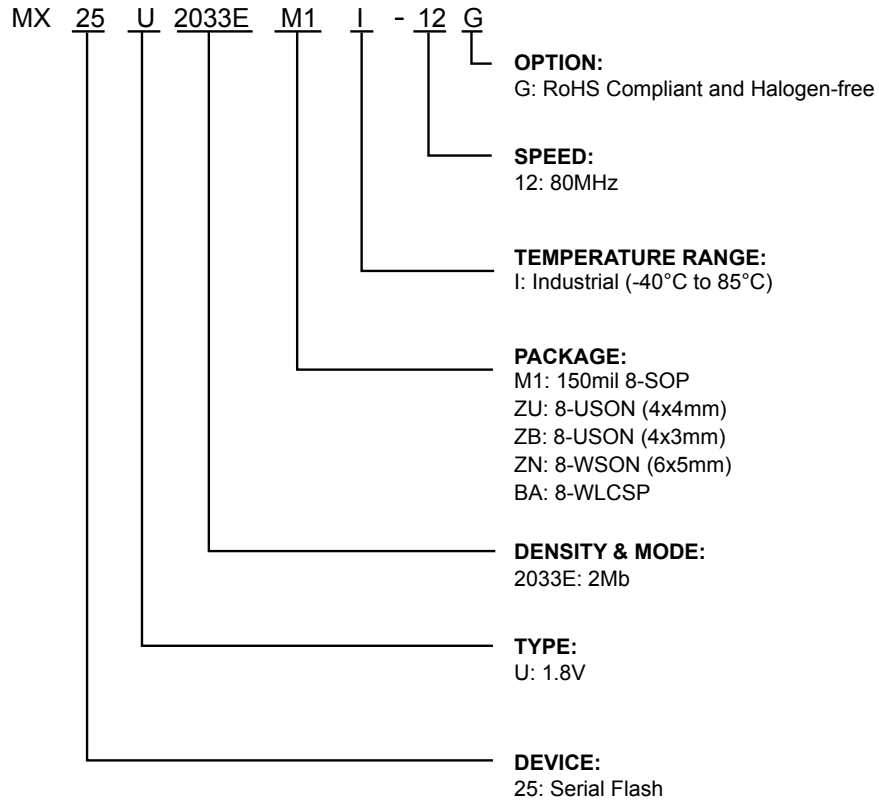 MX 25 U 2033E M1 I - 12 G
OPTION:
G: RoHS Compliant and Halogen-free
SPEED:
12: 80MHz
TEMPERATURE RANGE:
I: Industrial (-40°C to 85°C)
PACKAGE:
M1: 150mil 8-SOP
ZU: 8-USON (4x4mm)
ZB: 8-USON (4x3mm)
ZN: 8-WSON (6x5mm)
BA: 8-WLCSP
DENSITY & MODE:
2033E: 2Mb
TYPE:
U: 1.8V
DEVICE:
25: Serial Flash